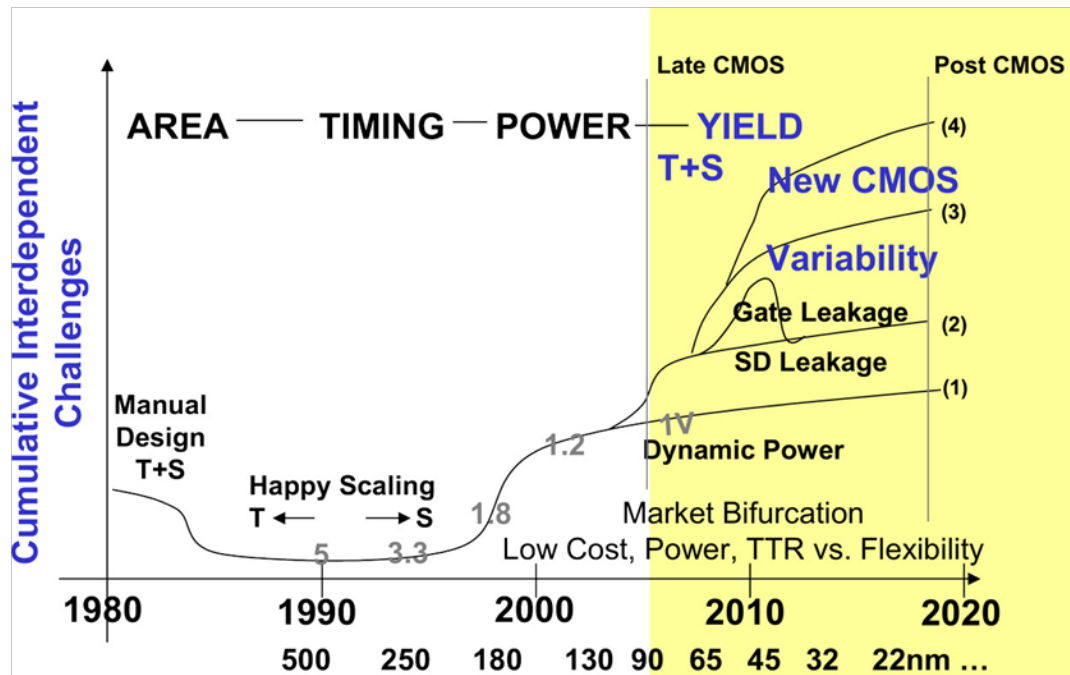 Late CMOS
Post CMOS
AREA
TIMING
POWER
YIELD
T+S
(4)
New CMOS
(3)
Variability
Gate Leakage
(2)
SD Leakage
(1)
Cumulative Interdependent
Challenges
Manual
Design
T+S
1V
1.2
Dynamic Power
Happy Scaling
T S
1.8
Market Bifurcation
5 3.3
Low Cost, Power, TTR vs. Flexibility
1980 1990 2000 2010 2020
500 250 180 130 90 65 45 32 22nm ...